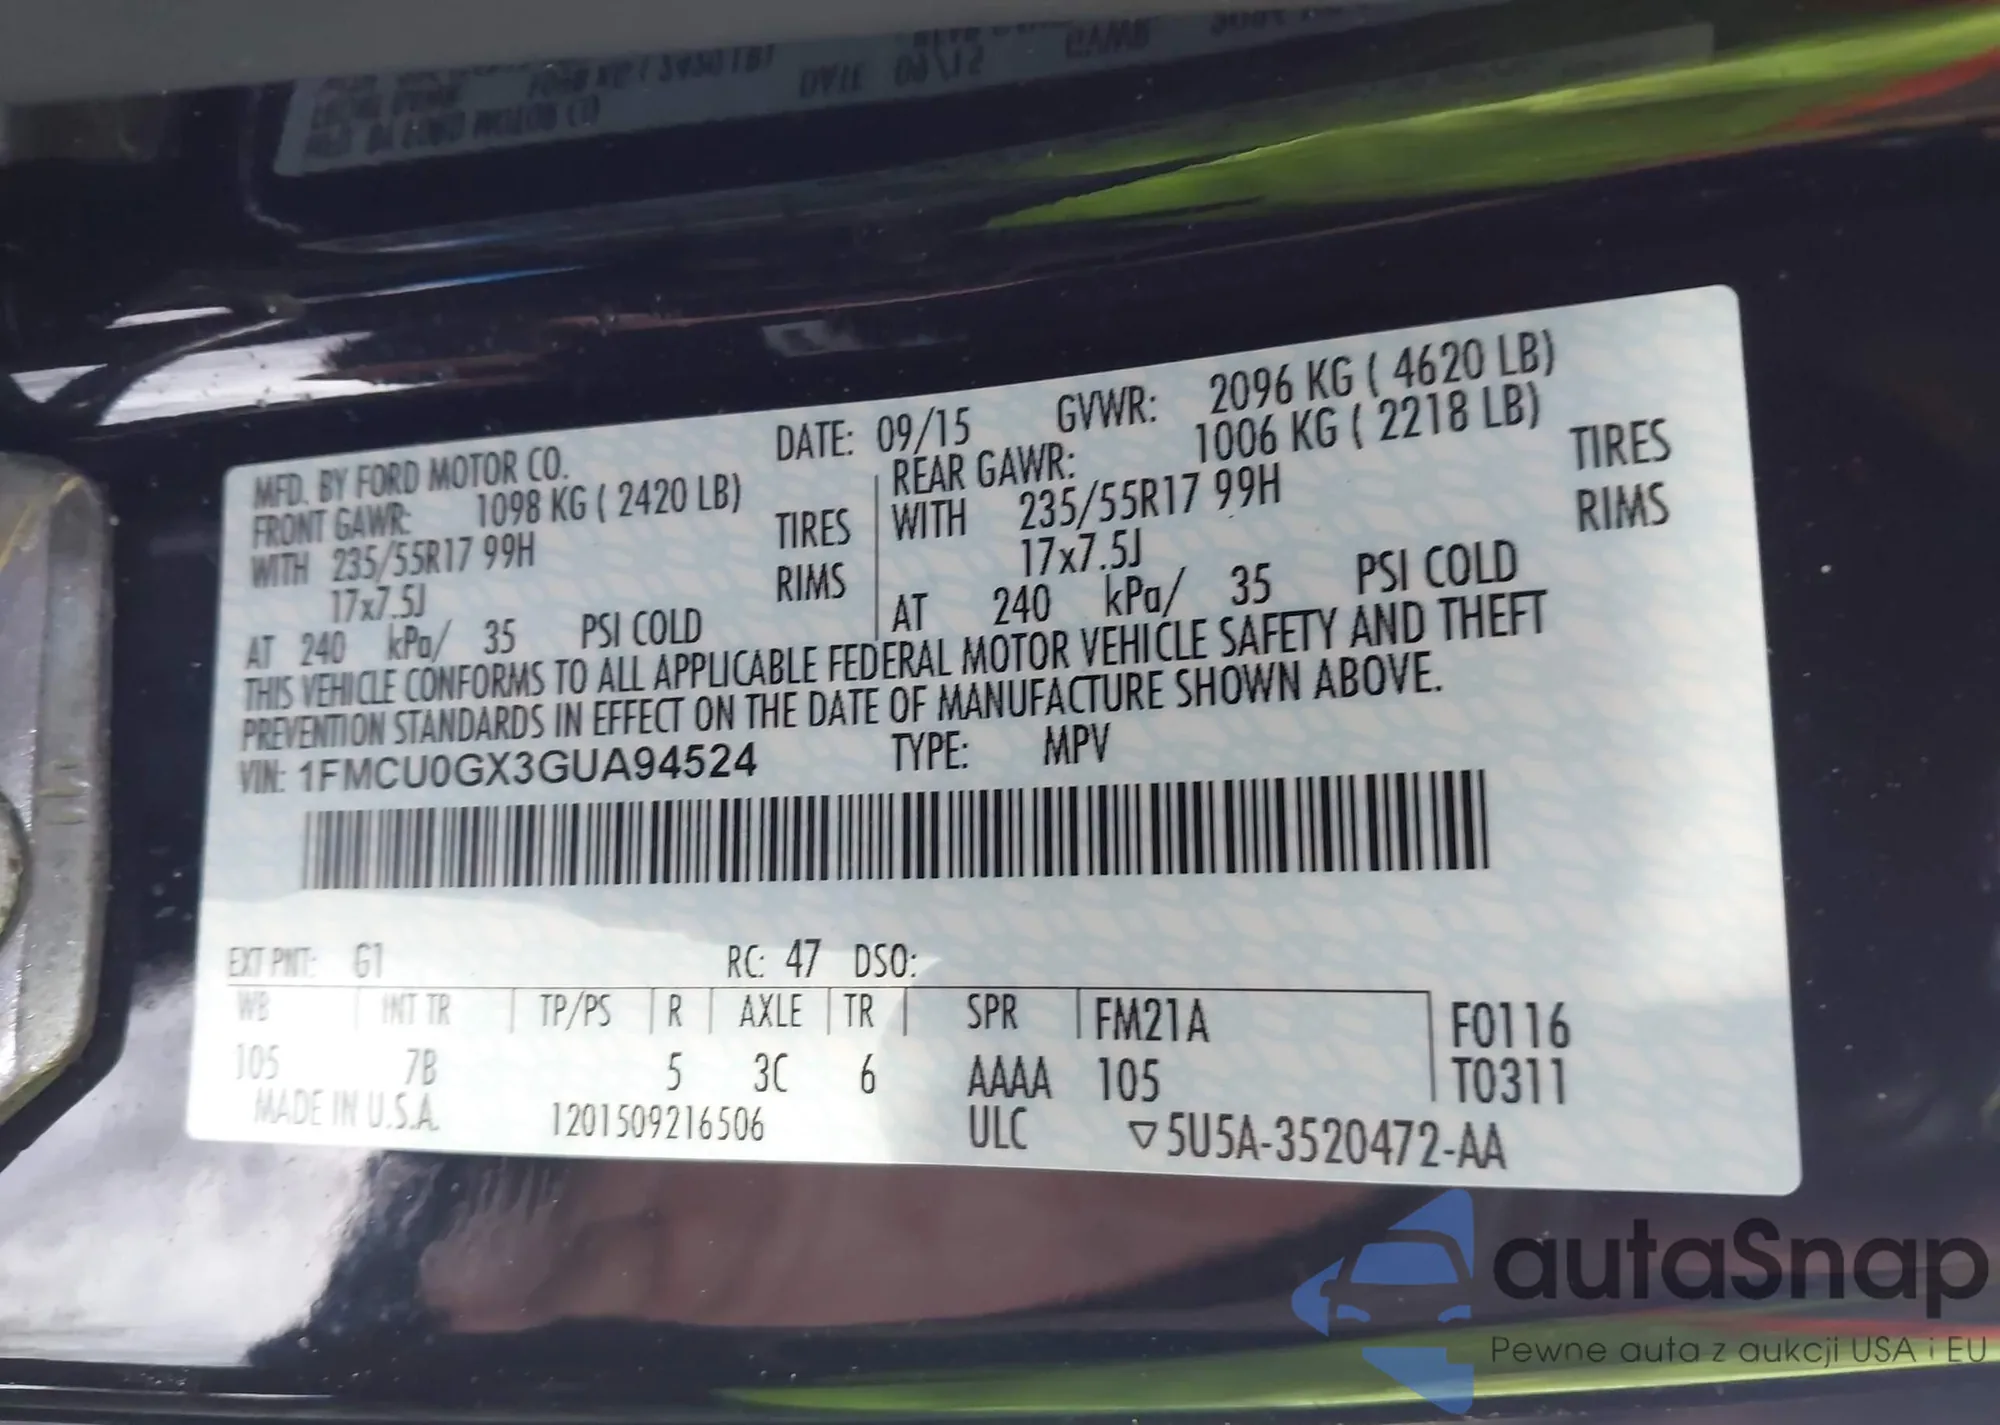 MFD. BY FORD MOTOR CO. DATE: 09/15 GVWR: 2096 KG ( 4620 LB)
FRONT GAWR: 1098 KG ( 2420 LB) REAR GAWR: 1006 KG ( 2218 LB)
WITH 235/55R17 99H TIRES WITH 235/55R17 99H TIRES
17x7.5J RIMS 17x7.5J RIMS
AT 240 kPa/ 35 PSI COLD AT 240 kPa/ 35 PSI COLD
THIS VEHICLE CONFORMS TO ALL APPLICABLE FEDERAL MOTOR VEHICLE SAFETY AND THEFT
PREVENTION STANDARDS IN EFFECT ON THE DATE OF MANUFACTURE SHOWN ABOVE.
VIN: 1FMCU0GX3GUA94524 TYPE: MPV
EXT PNT: G1 RC: 47 DSO:
WB INT TR TP/PS R AXLE TR SPR FM21A F0116
105 7B 5 3C 6 AAAA 105 T0311
MADE IN U.S.A. 1201509216506 ULC ▽5U5A-3520472-AA
autaSnap
Pewne auta z aukcji USA i EU